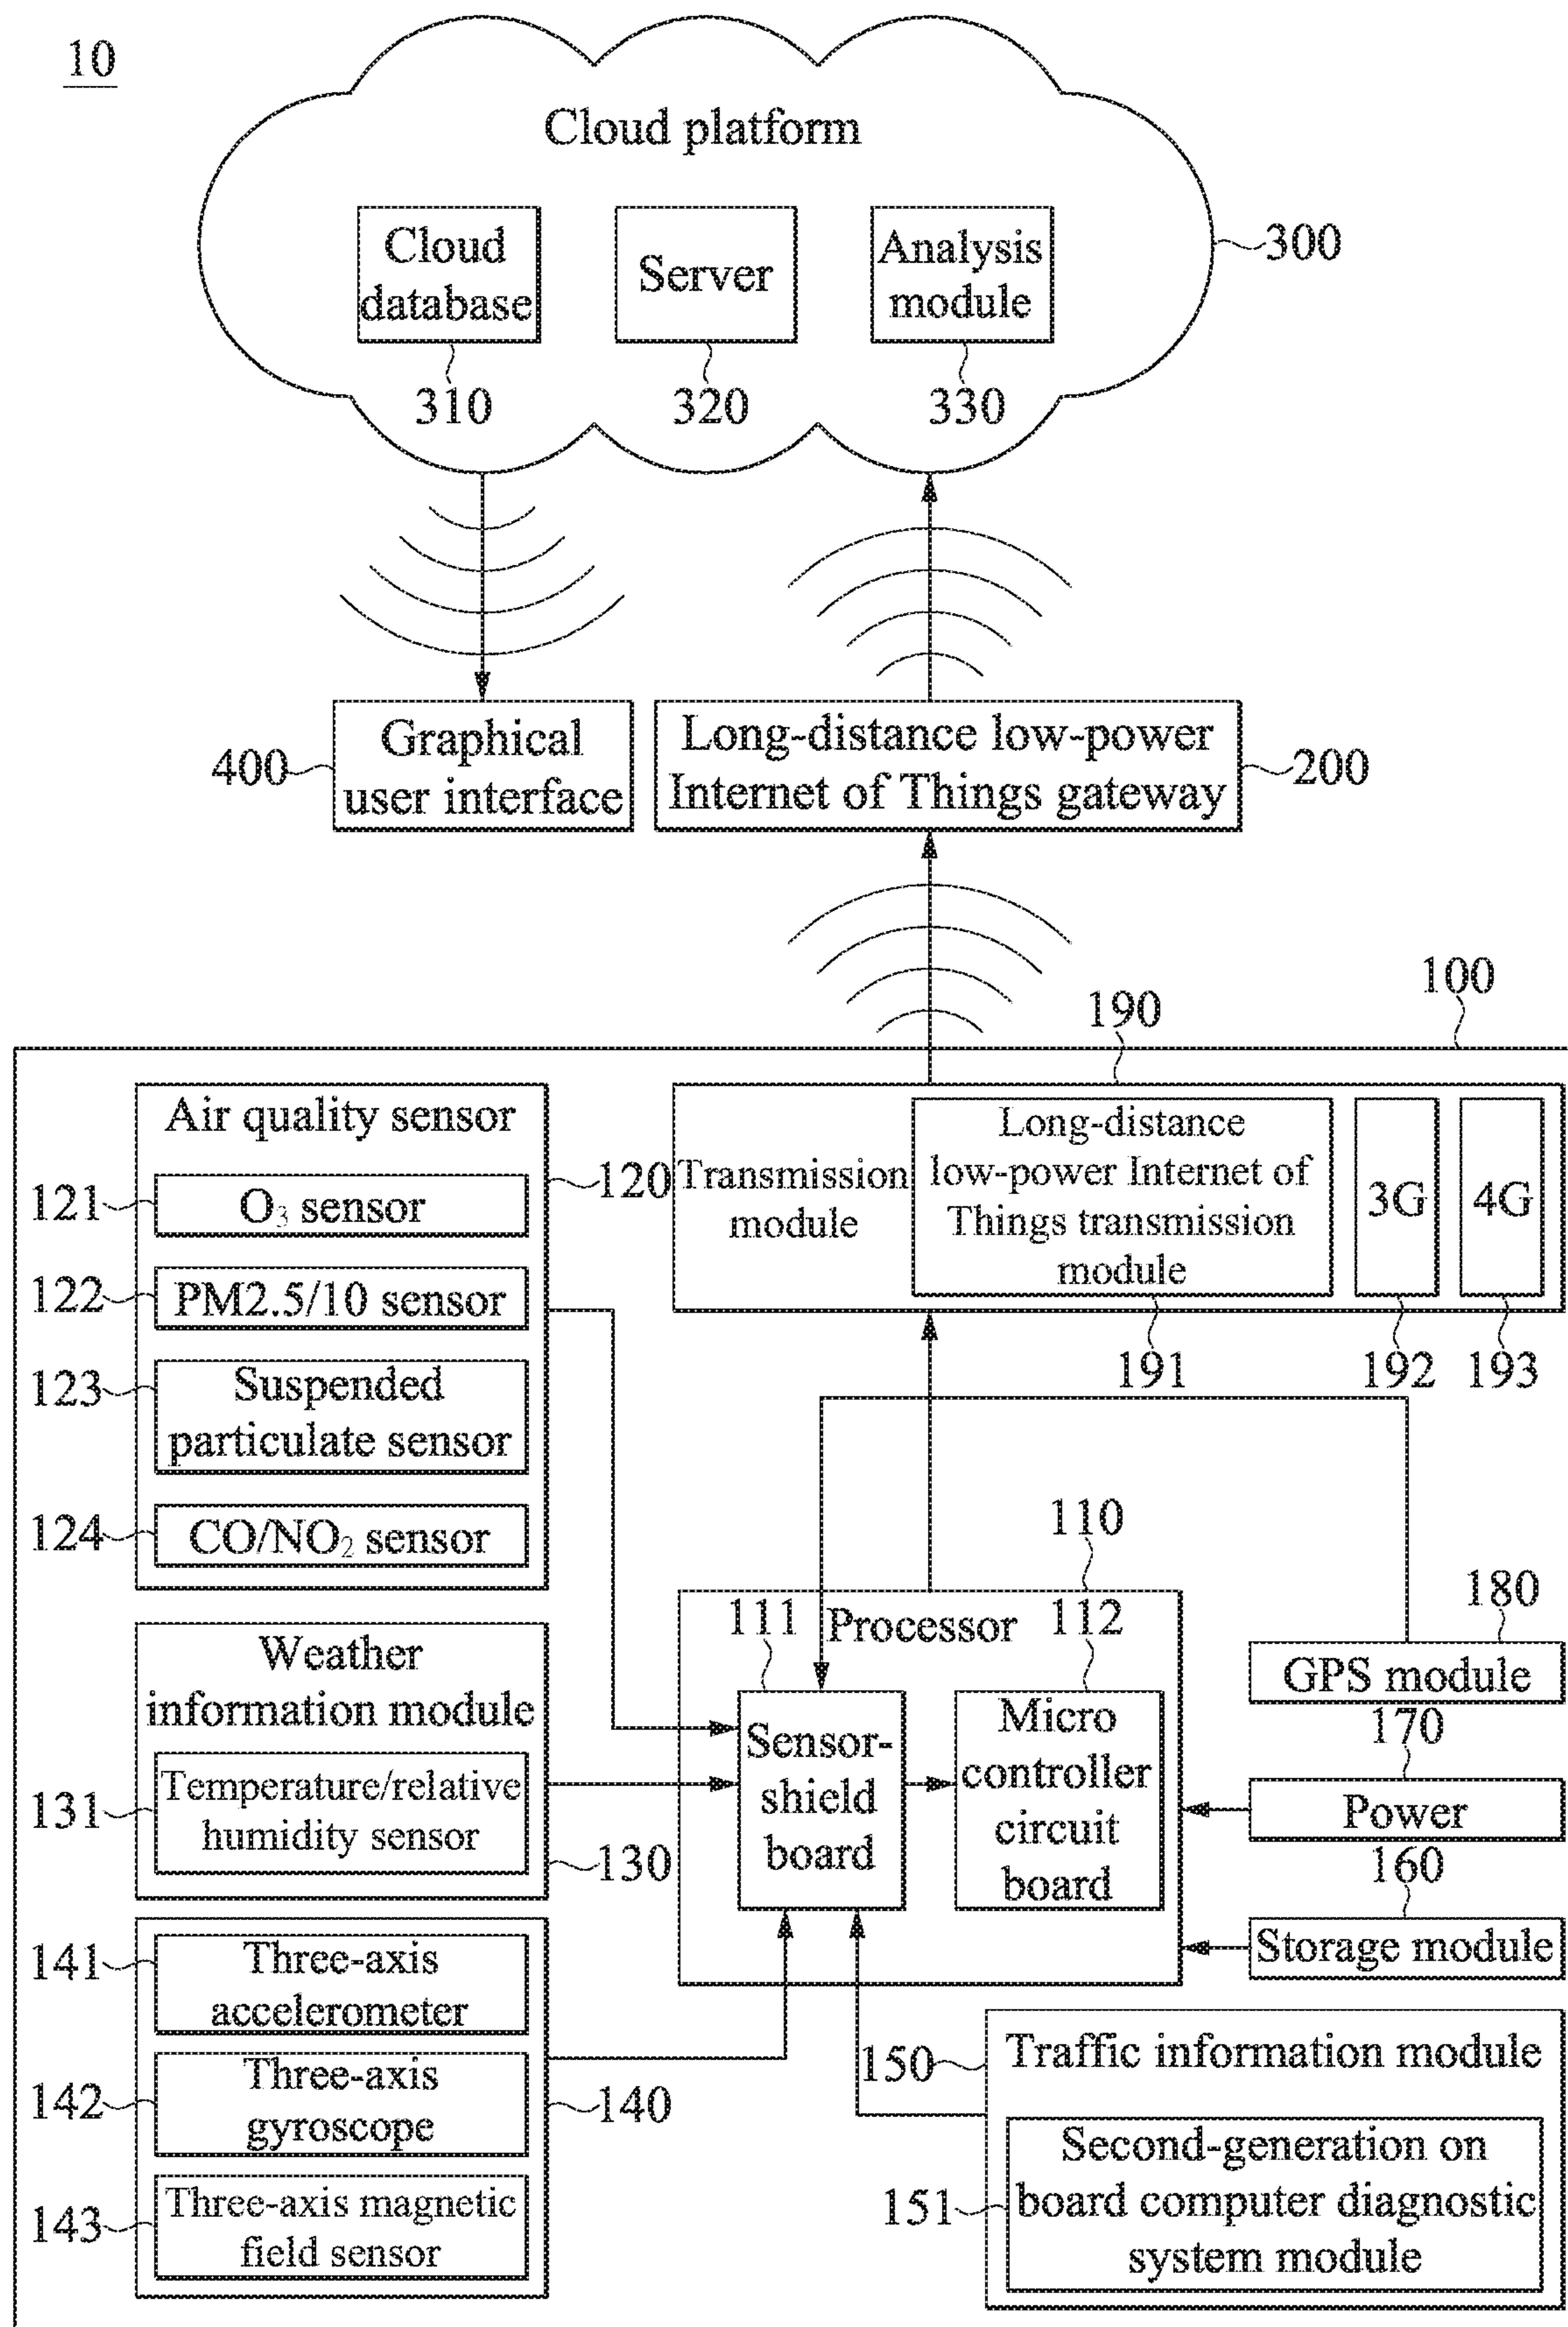 10
Cloud platform
Cloud
database
Server
Analysis
module
300
310
320
330
Graphical
user interface
400
Long-distance low-power
Internet of Things gateway
200
100
190
Air quality sensor
120
121
O₃ sensor
122
PM2.5/10 sensor
123
Suspended
particulate sensor
124
CO/NO₂ sensor
Transmission
module
Long-distance
low-power Internet of
Things transmission
module
3G
4G
191
192
193
110
111
Processor
112
180
GPS module
Weather
information module
131
Temperature/relative
humidity sensor
130
Sensor-
shield
board
Micro
controller
circuit
board
170
Power
160
Storage module
141
Three-axis
accelerometer
142
Three-axis
gyroscope
140
143
Three-axis magnetic
field sensor
150
Traffic information module
151
Second-generation on
board computer diagnostic
system module